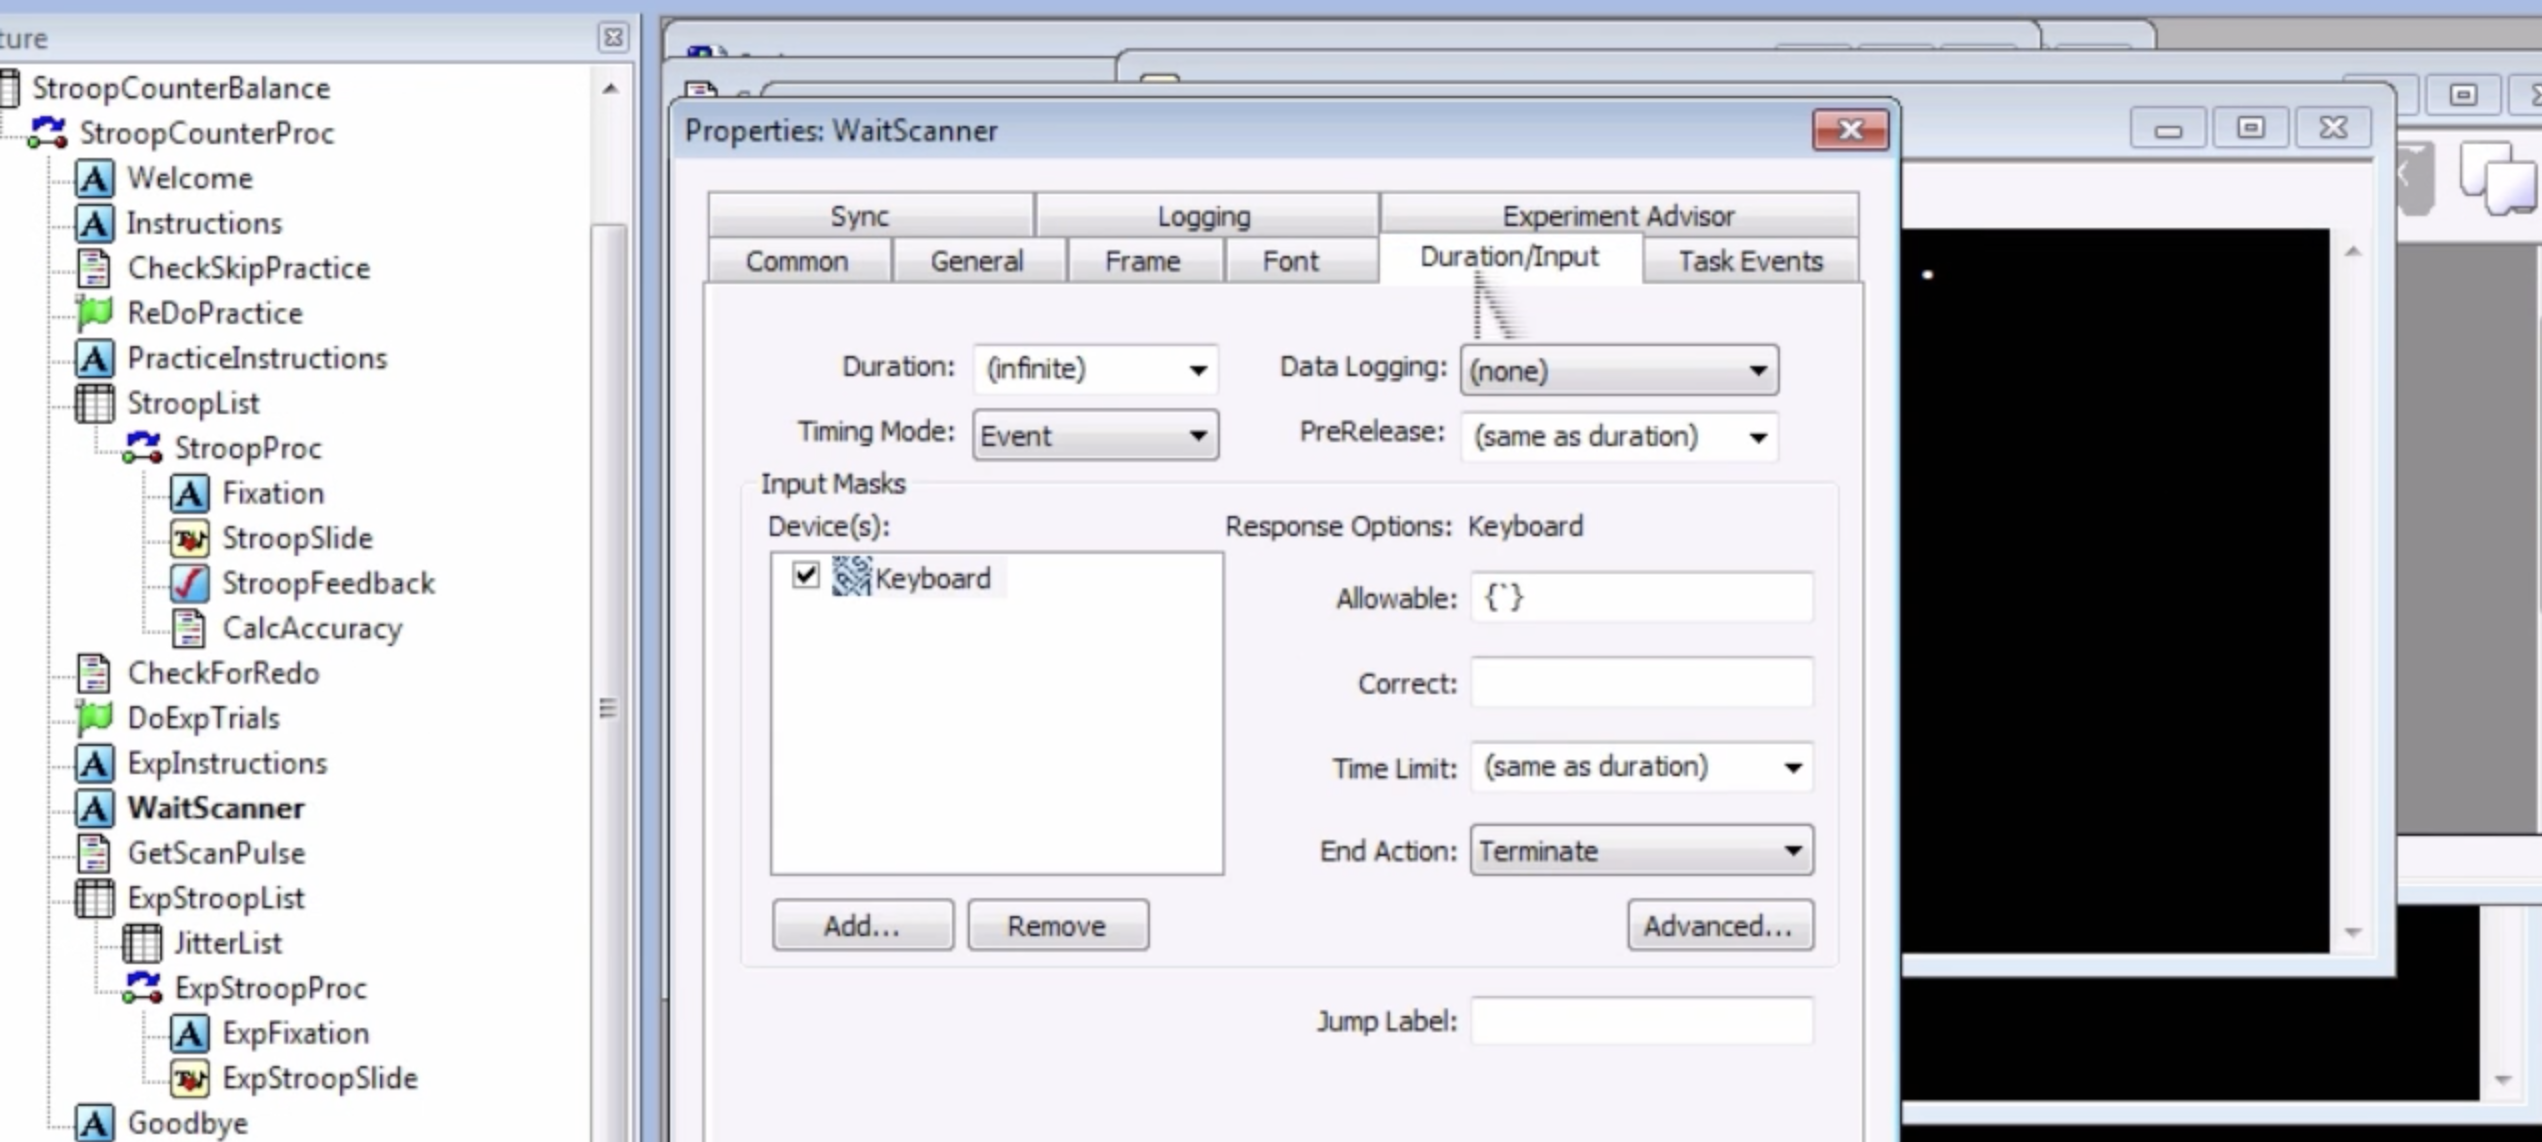 ture
StroopCounterBalance
StroopCounterProc
Welcome
Instructions
CheckSkipPractice
ReDoPractice
PracticeInstructions
StroopList
StroopProc
Fixation
StroopSlide
StroopFeedback
CalcAccuracy
CheckForRedo
DoExpTrials
ExpInstructions
WaitScanner
GetScanPulse
ExpStroopList
JitterList
ExpStroopProc
ExpFixation
ExpStroopSlide
Goodbye
Properties: WaitScanner
Sync Logging Experiment Advisor
Common General Frame Font Duration/Input Task Events
Duration: (infinite) Data Logging: (none)
Timing Mode: Event PreRelease: (same as duration)
Input Masks
Device(s): Response Options: Keyboard
Keyboard
Allowable: {`}
Correct:
Time Limit: (same as duration)
End Action: Terminate
Add... Remove Advanced...
Jump Label: